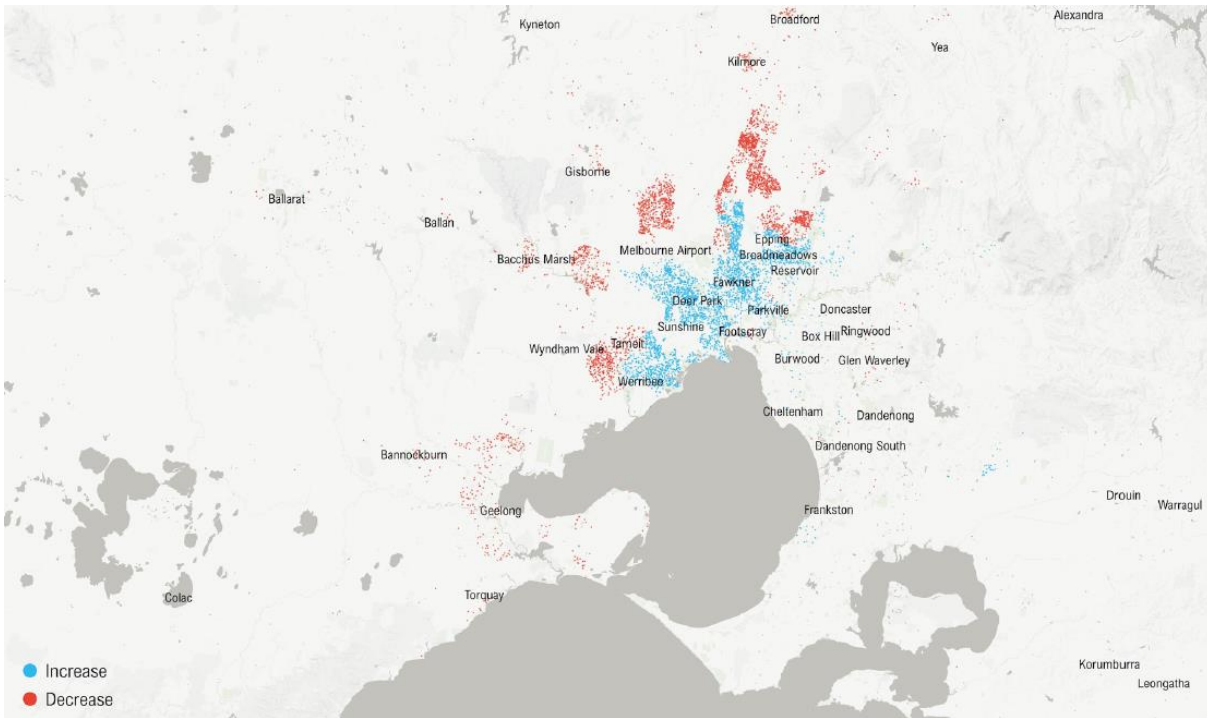 Broadford
Alexandra
Kyneton
Yea
Kilmore
Gisborne
Ballarat
Ballan
Epping
Melbourne Airport
Broadmeadows
Bacchus Marsh
Reservoir
Fawkner
Deer Park
Parkville
Doncaster
Sunshine
Footscray
Ringwood
Box Hill
Tarneit
Wyndham Vale
Burwood
Glen Waverley
Werribee
Cheltenham
Dandenong
Dandenong South
Bannockburn
Geelong
Frankston
Drouin
Warragul
Torquay
Colac
Korumburra
Leongatha
Increase
Decrease